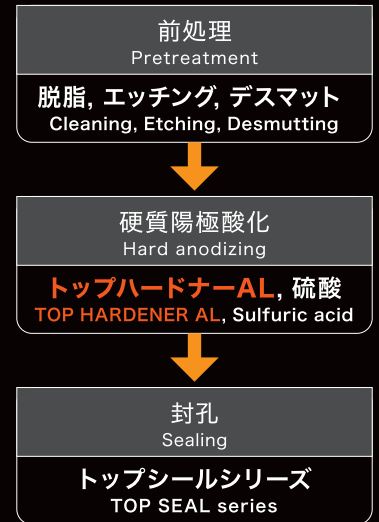 前処理
Pretreatment
脱脂, エッチング, デスマット
Cleaning, Etching, Desmutting
硬質陽極酸化
Hard anodizing
トップハードナーAL, 硫酸
TOP HARDENER AL, Sulfuric acid
封孔
Sealing
トップシールシリーズ
TOP SEAL series